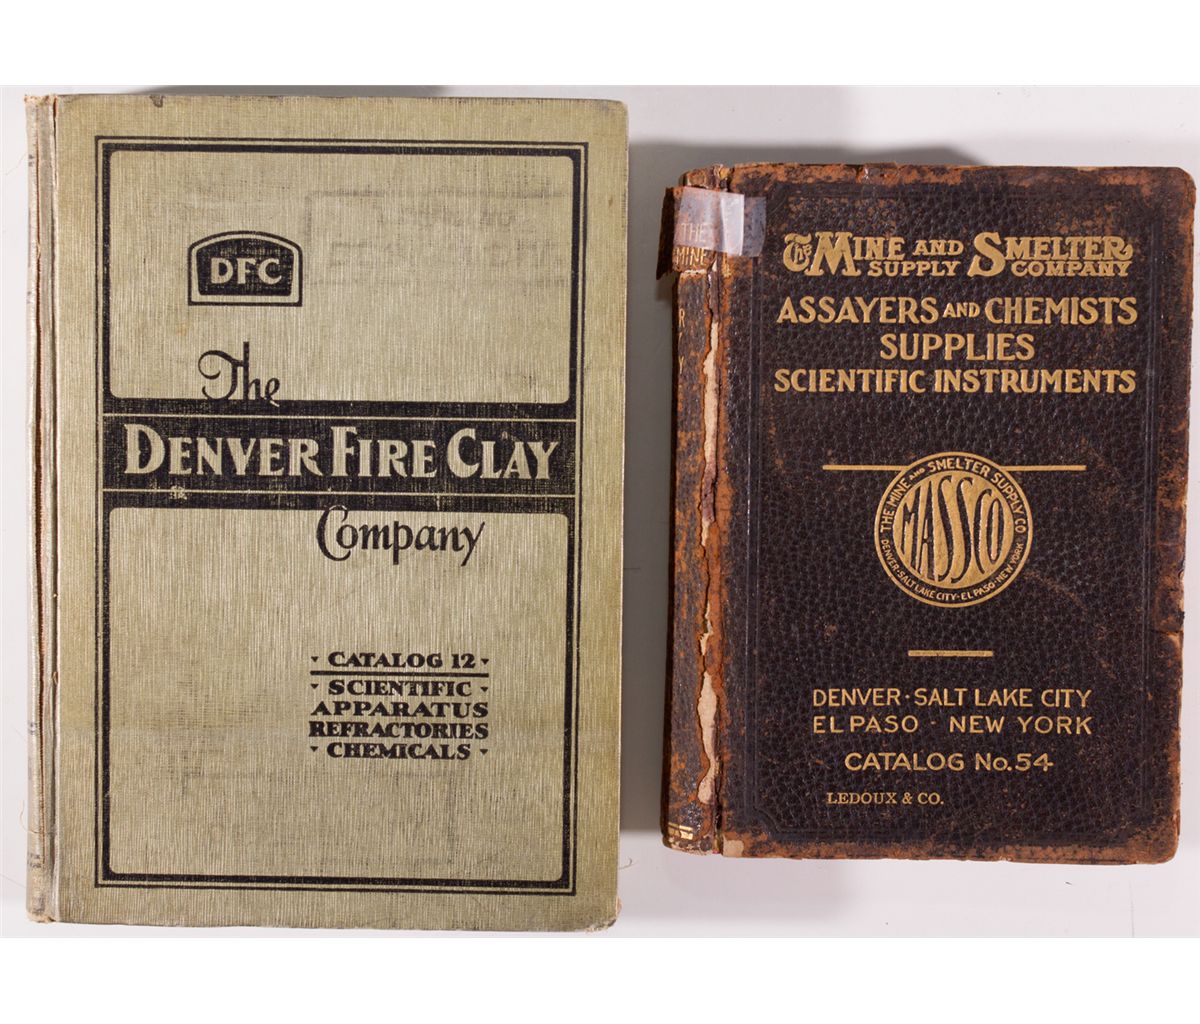 DFC
The
DENVER FIRE CLAY
Company
· CATALOG 12 ·
· SCIENTIFIC ·
APPARATUS
REFRACTORIES
· CHEMICALS ·
THE
MINE
The MINE AND SMELTER
SUPPLY COMPANY
ASSAYERS AND CHEMISTS
SUPPLIES
SCIENTIFIC INSTRUMENTS
THE MINE AND SMELTER SUPPLY CO
MASSCO
DENVER·SALT LAKE CITY·EL PASO·NEW YORK
DENVER · SALT LAKE CITY
EL PASO · NEW YORK
CATALOG No. 54
LEDOUX & CO.